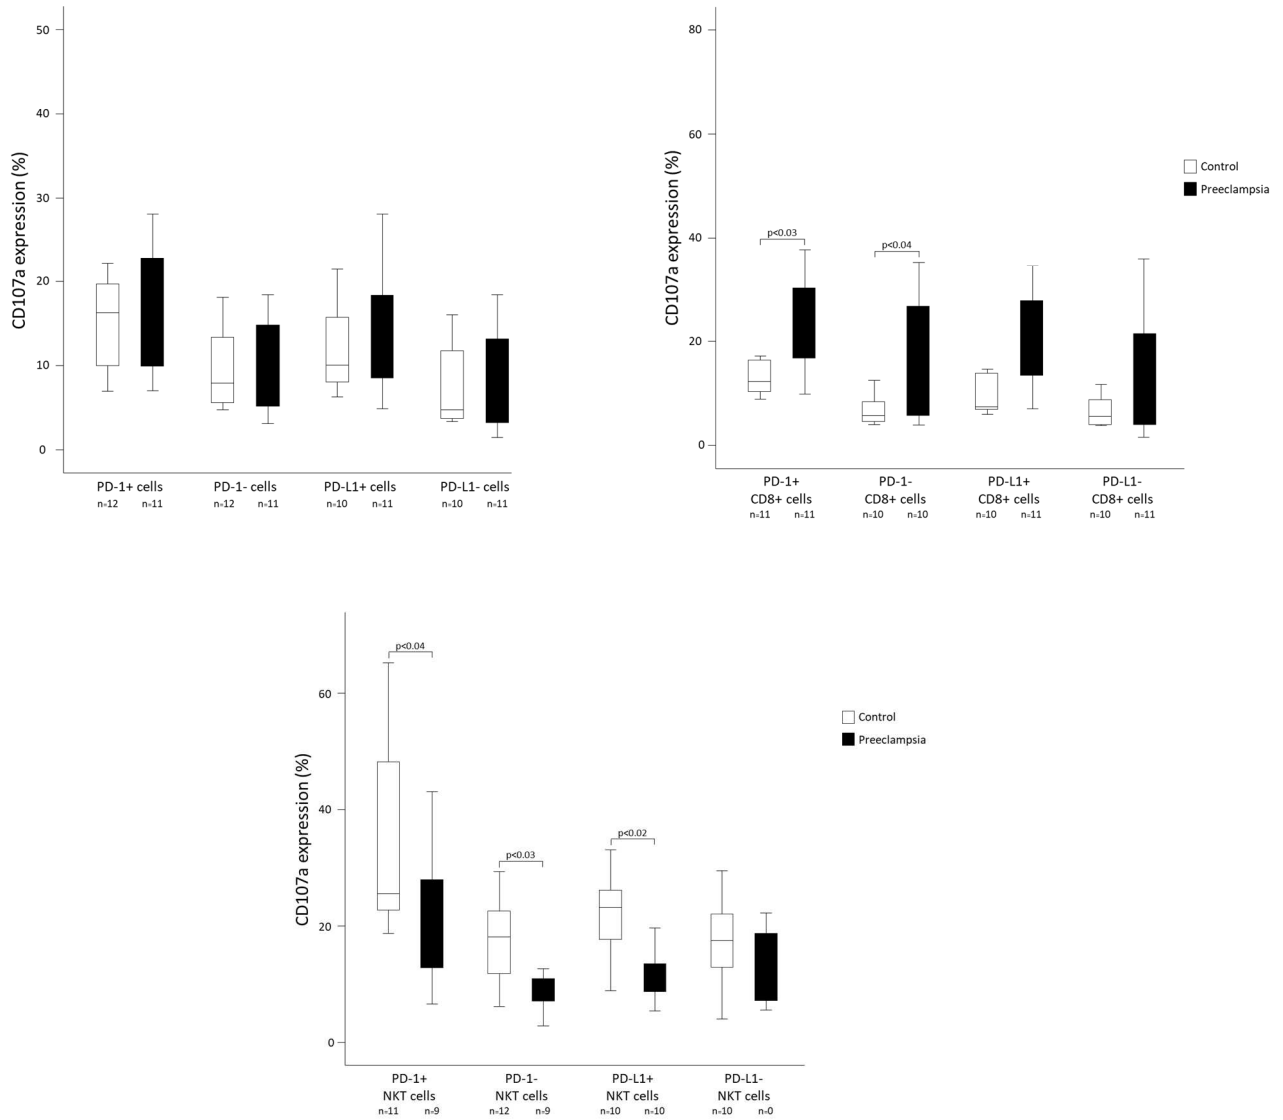 50
40
30
20
10
0
CD107a expression (%)
PD-1+ cells PD-1- cells PD-L1+ cells PD-L1- cells
n=12 n=11 n=12 n=11 n=10 n=11 n=10 n=11
80
60
40
20
0
CD107a expression (%)
p<0.03
p<0.04
Control
Preeclampsia
PD-1+ PD-1- PD-L1+ PD-L1-
CD8+ cells CD8+ cells CD8+ cells CD8+ cells
n=11 n=11 n=10 n=10 n=10 n=11 n=10 n=11
60
40
20
0
CD107a expression (%)
p<0.04
p<0.03
p<0.02
Control
Preeclampsia
PD-1+ PD-1- PD-L1+ PD-L1-
NKT cells NKT cells NKT cells NKT cells
n=11 n=9 n=12 n=9 n=10 n=10 n=10 n=0